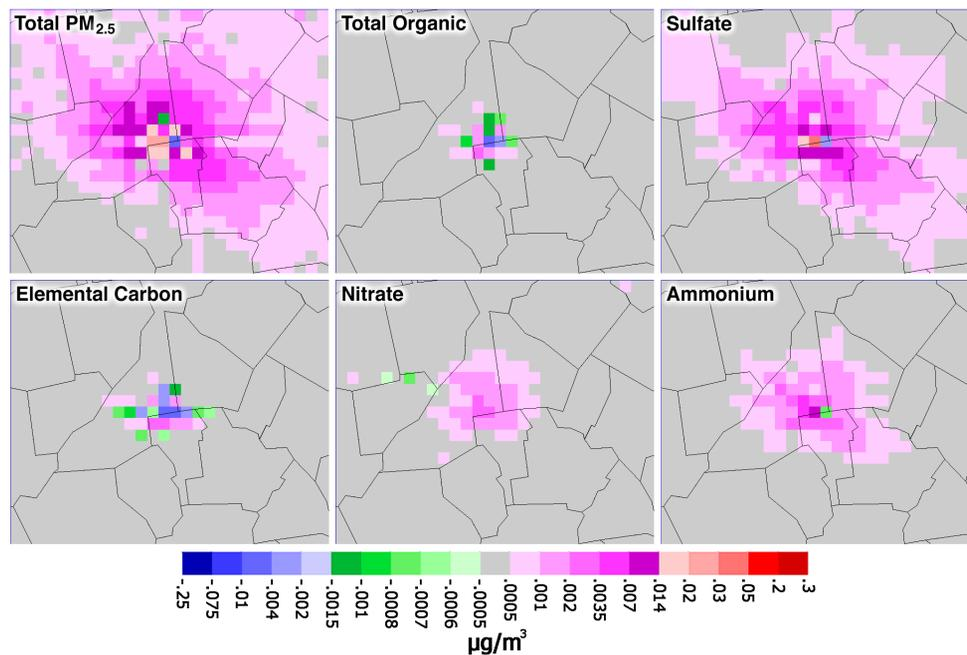 Total PM2.5
Total Organic
Sulfate
Elemental Carbon
Nitrate
Ammonium
-.25 -.075 -.01 -.004 -.002 -.0015 -.001 -.0008 -.0007 -.0006 -.0005 .0005 .001 .002 .0035 .007 .014 .02 .03 .05 .2 .3
µg/m³